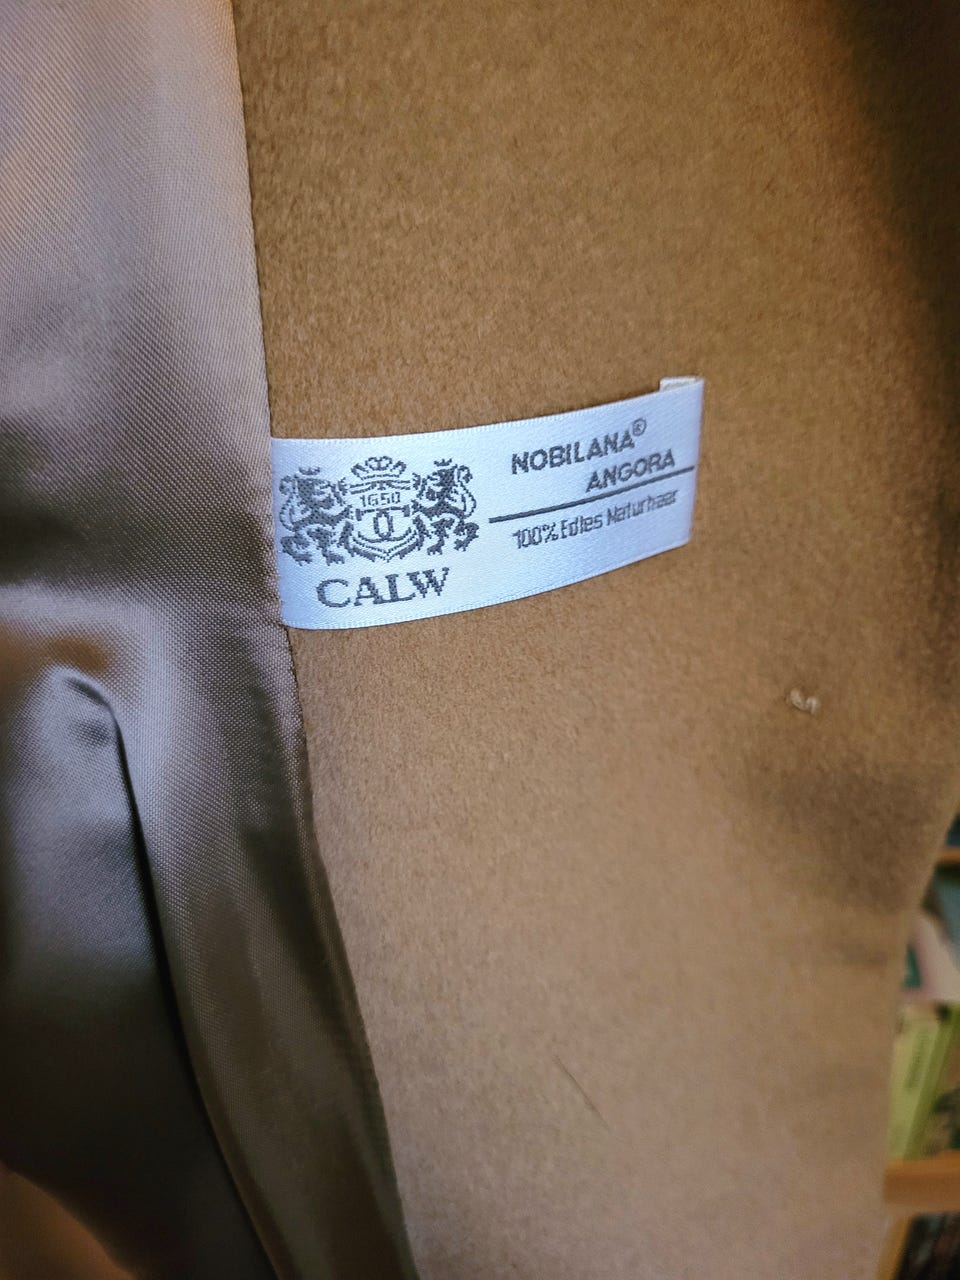 1650
CALW
NOBILANA®
ANGORA
100% Edles Naturhaar